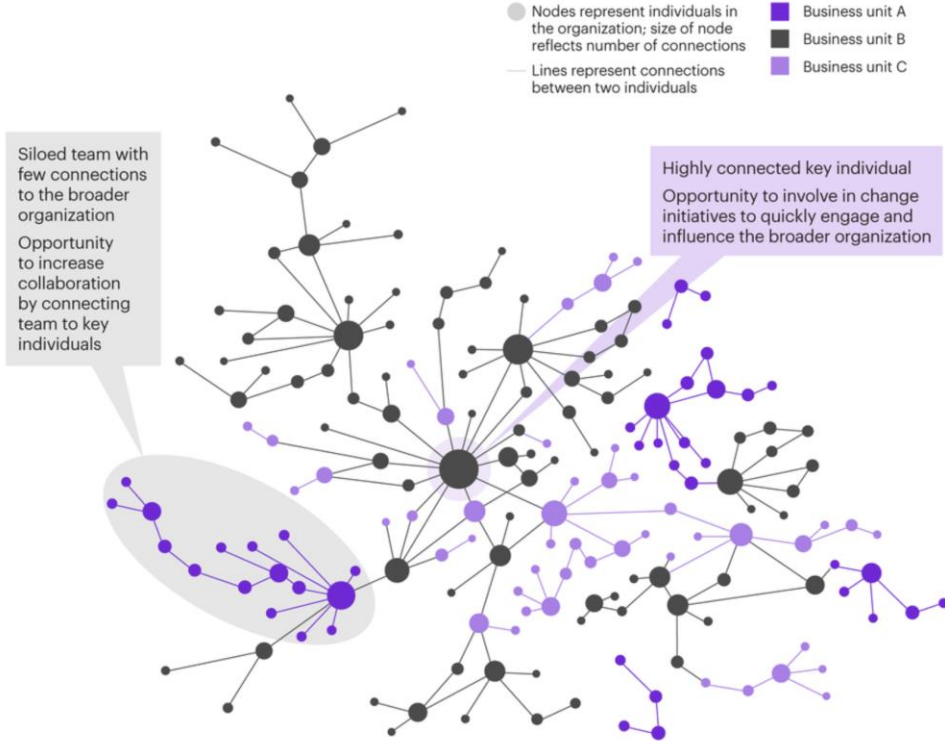 Nodes represent individuals in
the organization; size of node
reflects number of connections
Lines represent connections
between two individuals
Business unit A
Business unit B
Business unit C
Siloed team with
few connections
to the broader
organization
Opportunity
to increase
collaboration
by connecting
team to key
individuals
Highly connected key individual
Opportunity to involve in change
initiatives to quickly engage and
influence the broader organization